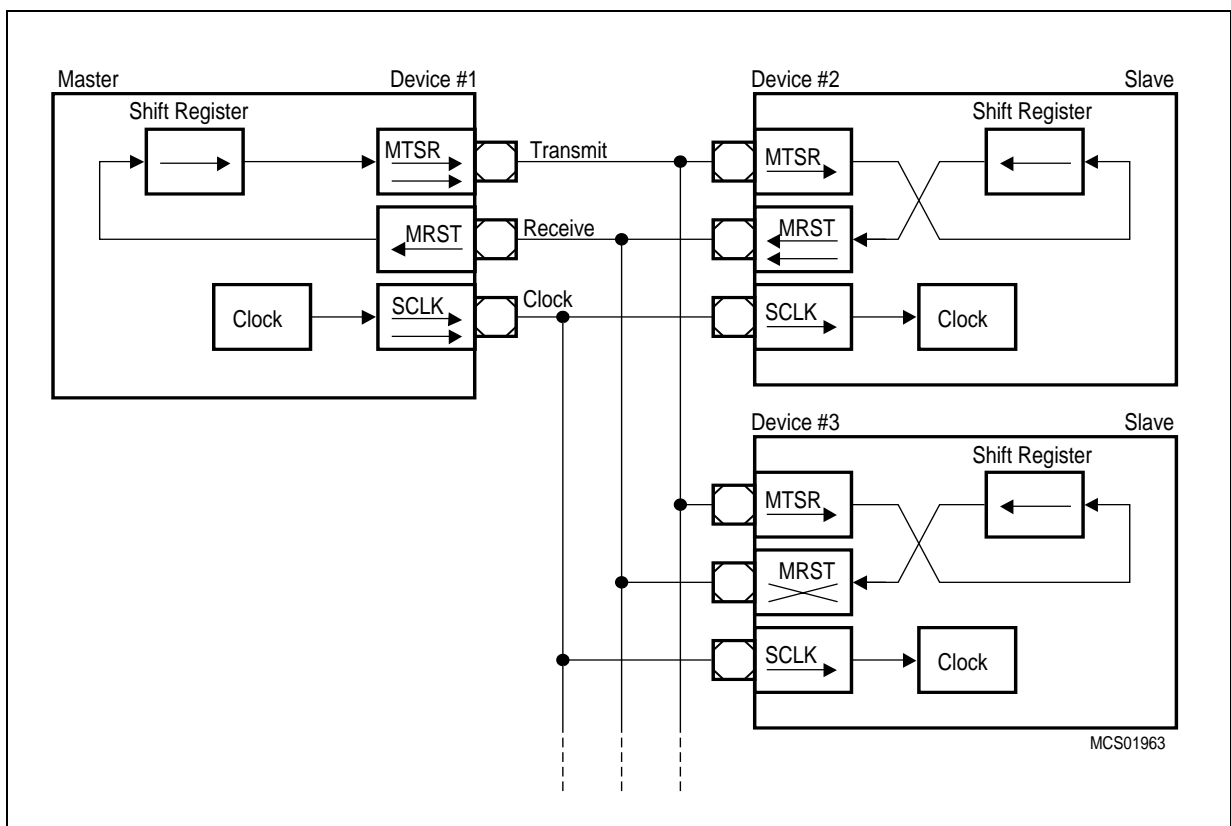 Master Device #1
Shift Register
MTSR
Transmit
MRST
Receive
Clock
SCLK
Clock
Device #2 Slave
Shift Register
MTSR
MRST
SCLK
Clock
Device #3 Slave
Shift Register
MTSR
MRST
SCLK
Clock
MCS01963